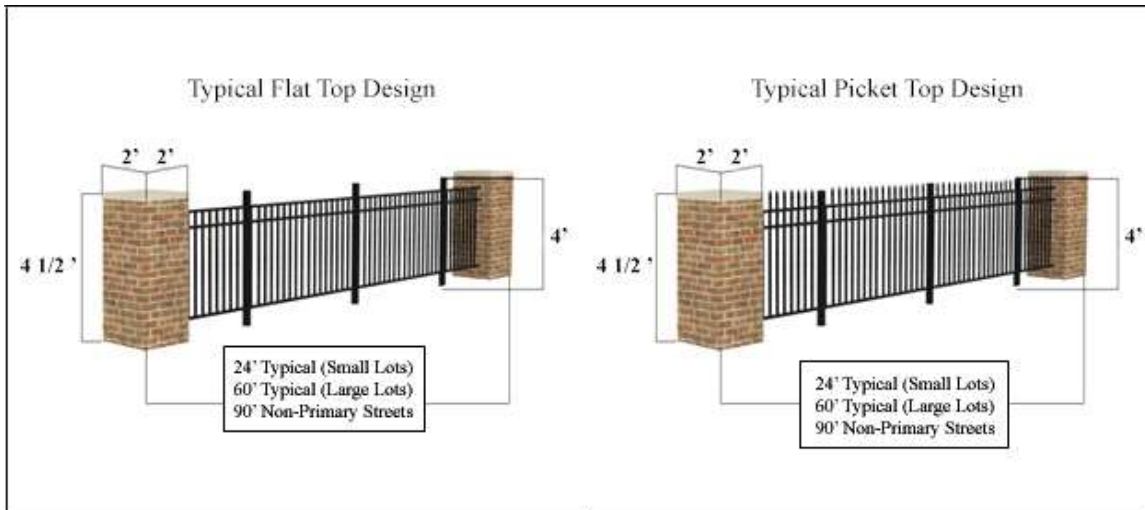 Typical Flat Top Design
2’ 2’
4 1/2 ’
4’
24’ Typical (Small Lots)
60’ Typical (Large Lots)
90’ Non-Primary Streets
Typical Picket Top Design
2’ 2’
4 1/2 ’
4’
24’ Typical (Small Lots)
60’ Typical (Large Lots)
90’ Non-Primary Streets